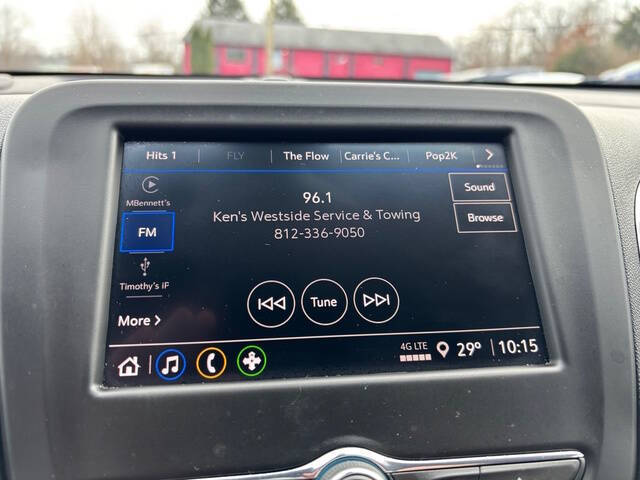 Hits 1 FLY The Flow Carrie's C... Pop2K
MBennett's
FM
Timothy's iP
More
96.1
Ken's Westside Service & Towing
812-336-9050
Sound
Browse
Tune
4G LTE 29° 10:15